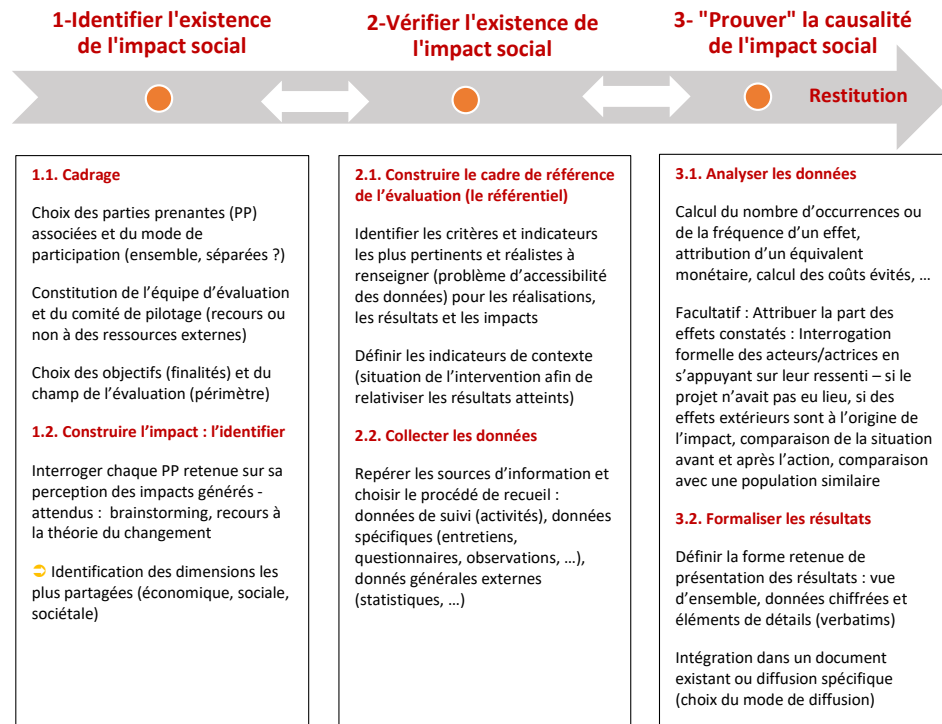 1-Identifier l'existence
de l'impact social
2-Vérifier l'existence de
l'impact social
3- "Prouver" la causalité
de l'impact social
Restitution
1.1. Cadrage
Choix des parties prenantes (PP)
associées et du mode de
participation (ensemble, séparées ?)
Constitution de l’équipe d’évaluation
et du comité de pilotage (recours ou
non à des ressources externes)
Choix des objectifs (finalités) et du
champ de l’évaluation (périmètre)
1.2. Construire l’impact : l’identifier
Interroger chaque PP retenue sur sa
perception des impacts générés -
attendus : brainstorming, recours à
la théorie du changement
➲ Identification des dimensions les
plus partagées (économique, sociale,
sociétale)
2.1. Construire le cadre de référence
de l’évaluation (le référentiel)
Identifier les critères et indicateurs
les plus pertinents et réalistes à
renseigner (problème d’accessibilité
des données) pour les réalisations,
les résultats et les impacts
Définir les indicateurs de contexte
(situation de l’intervention afin de
relativiser les résultats atteints)
2.2. Collecter les données
Repérer les sources d’information et
choisir le procédé de recueil :
données de suivi (activités), données
spécifiques (entretiens,
questionnaires, observations, …),
donnés générales externes
(statistiques, …)
3.1. Analyser les données
Calcul du nombre d’occurrences ou
de la fréquence d’un effet,
attribution d’un équivalent
monétaire, calcul des coûts évités, …
Facultatif : Attribuer la part des
effets constatés : Interrogation
formelle des acteurs/actrices en
s’appuyant sur leur ressenti – si le
projet n’avait pas eu lieu, si des
effets extérieurs sont à l’origine de
l’impact, comparaison de la situation
avant et après l’action, comparaison
avec une population similaire
3.2. Formaliser les résultats
Définir la forme retenue de
présentation des résultats : vue
d’ensemble, données chiffrées et
éléments de détails (verbatims)
Intégration dans un document
existant ou diffusion spécifique
(choix du mode de diffusion)